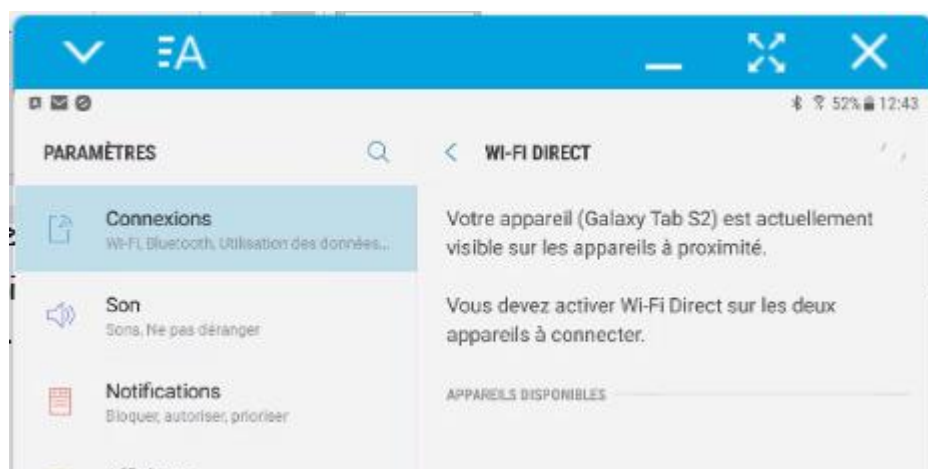 A
52% 12:43
PARAMÈTRES
Connexions
Wi-Fi, Bluetooth, Utilisation des données...
Son
Sons, Ne pas déranger
Notifications
Bloquer, autoriser, prioriser
WI-FI DIRECT
Votre appareil (Galaxy Tab S2) est actuellement
visible sur les appareils à proximité.
Vous devez activer Wi-Fi Direct sur les deux
appareils à connecter.
APPAREILS DISPONIBLES